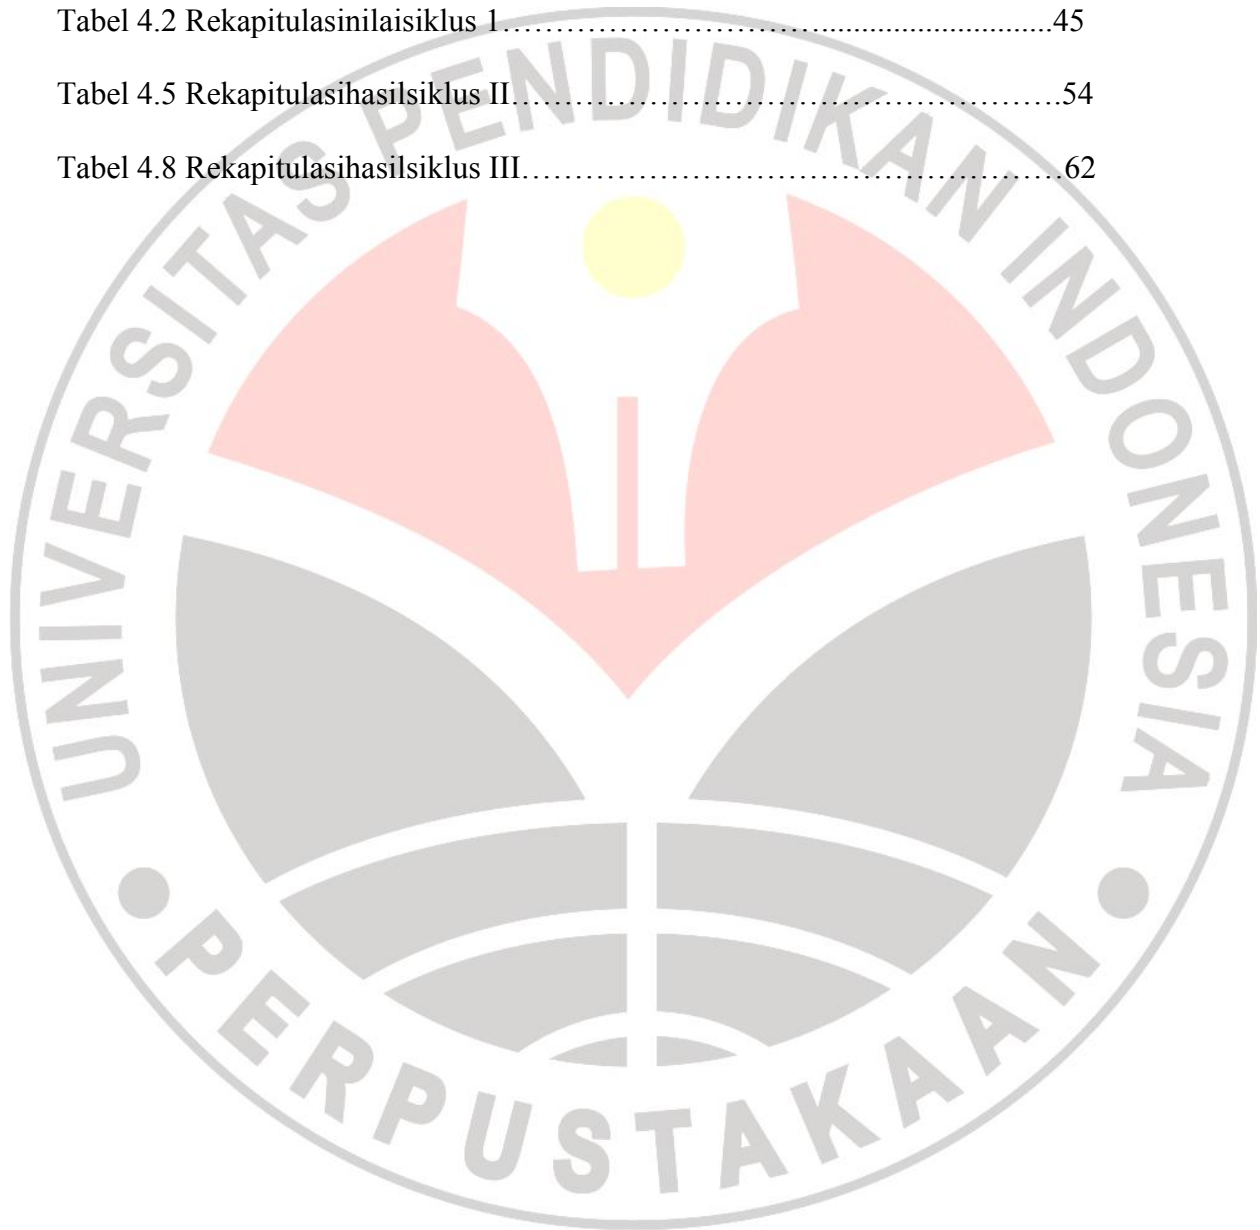 Tabel 4.2 Rekapitulasinilaisiklus 1…………………………..............................45
Tabel 4.5 Rekapitulasihasilsiklus II…………………………………………….54
Tabel 4.8 Rekapitulasihasilsiklus III……………………………………………62
UNIVERSITAS PENDIDIKAN INDONESIA
PERPUSTAKAAN